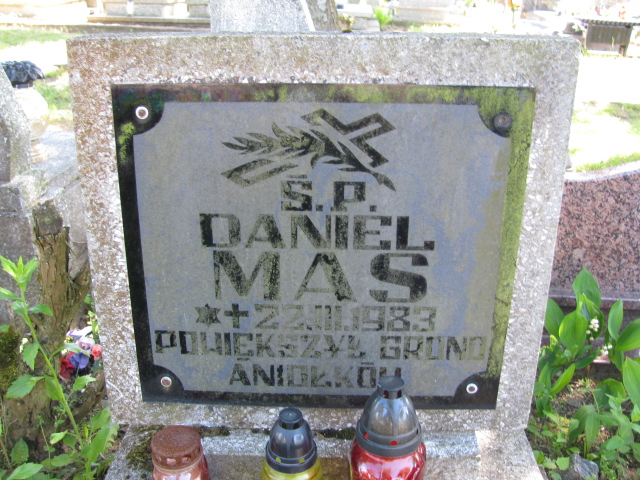 Ś.P.
DANIEL
MAS
✶ ✝ 22.III.1983
POWIĘKSZYŁ GRONO
ANIOŁKÓW